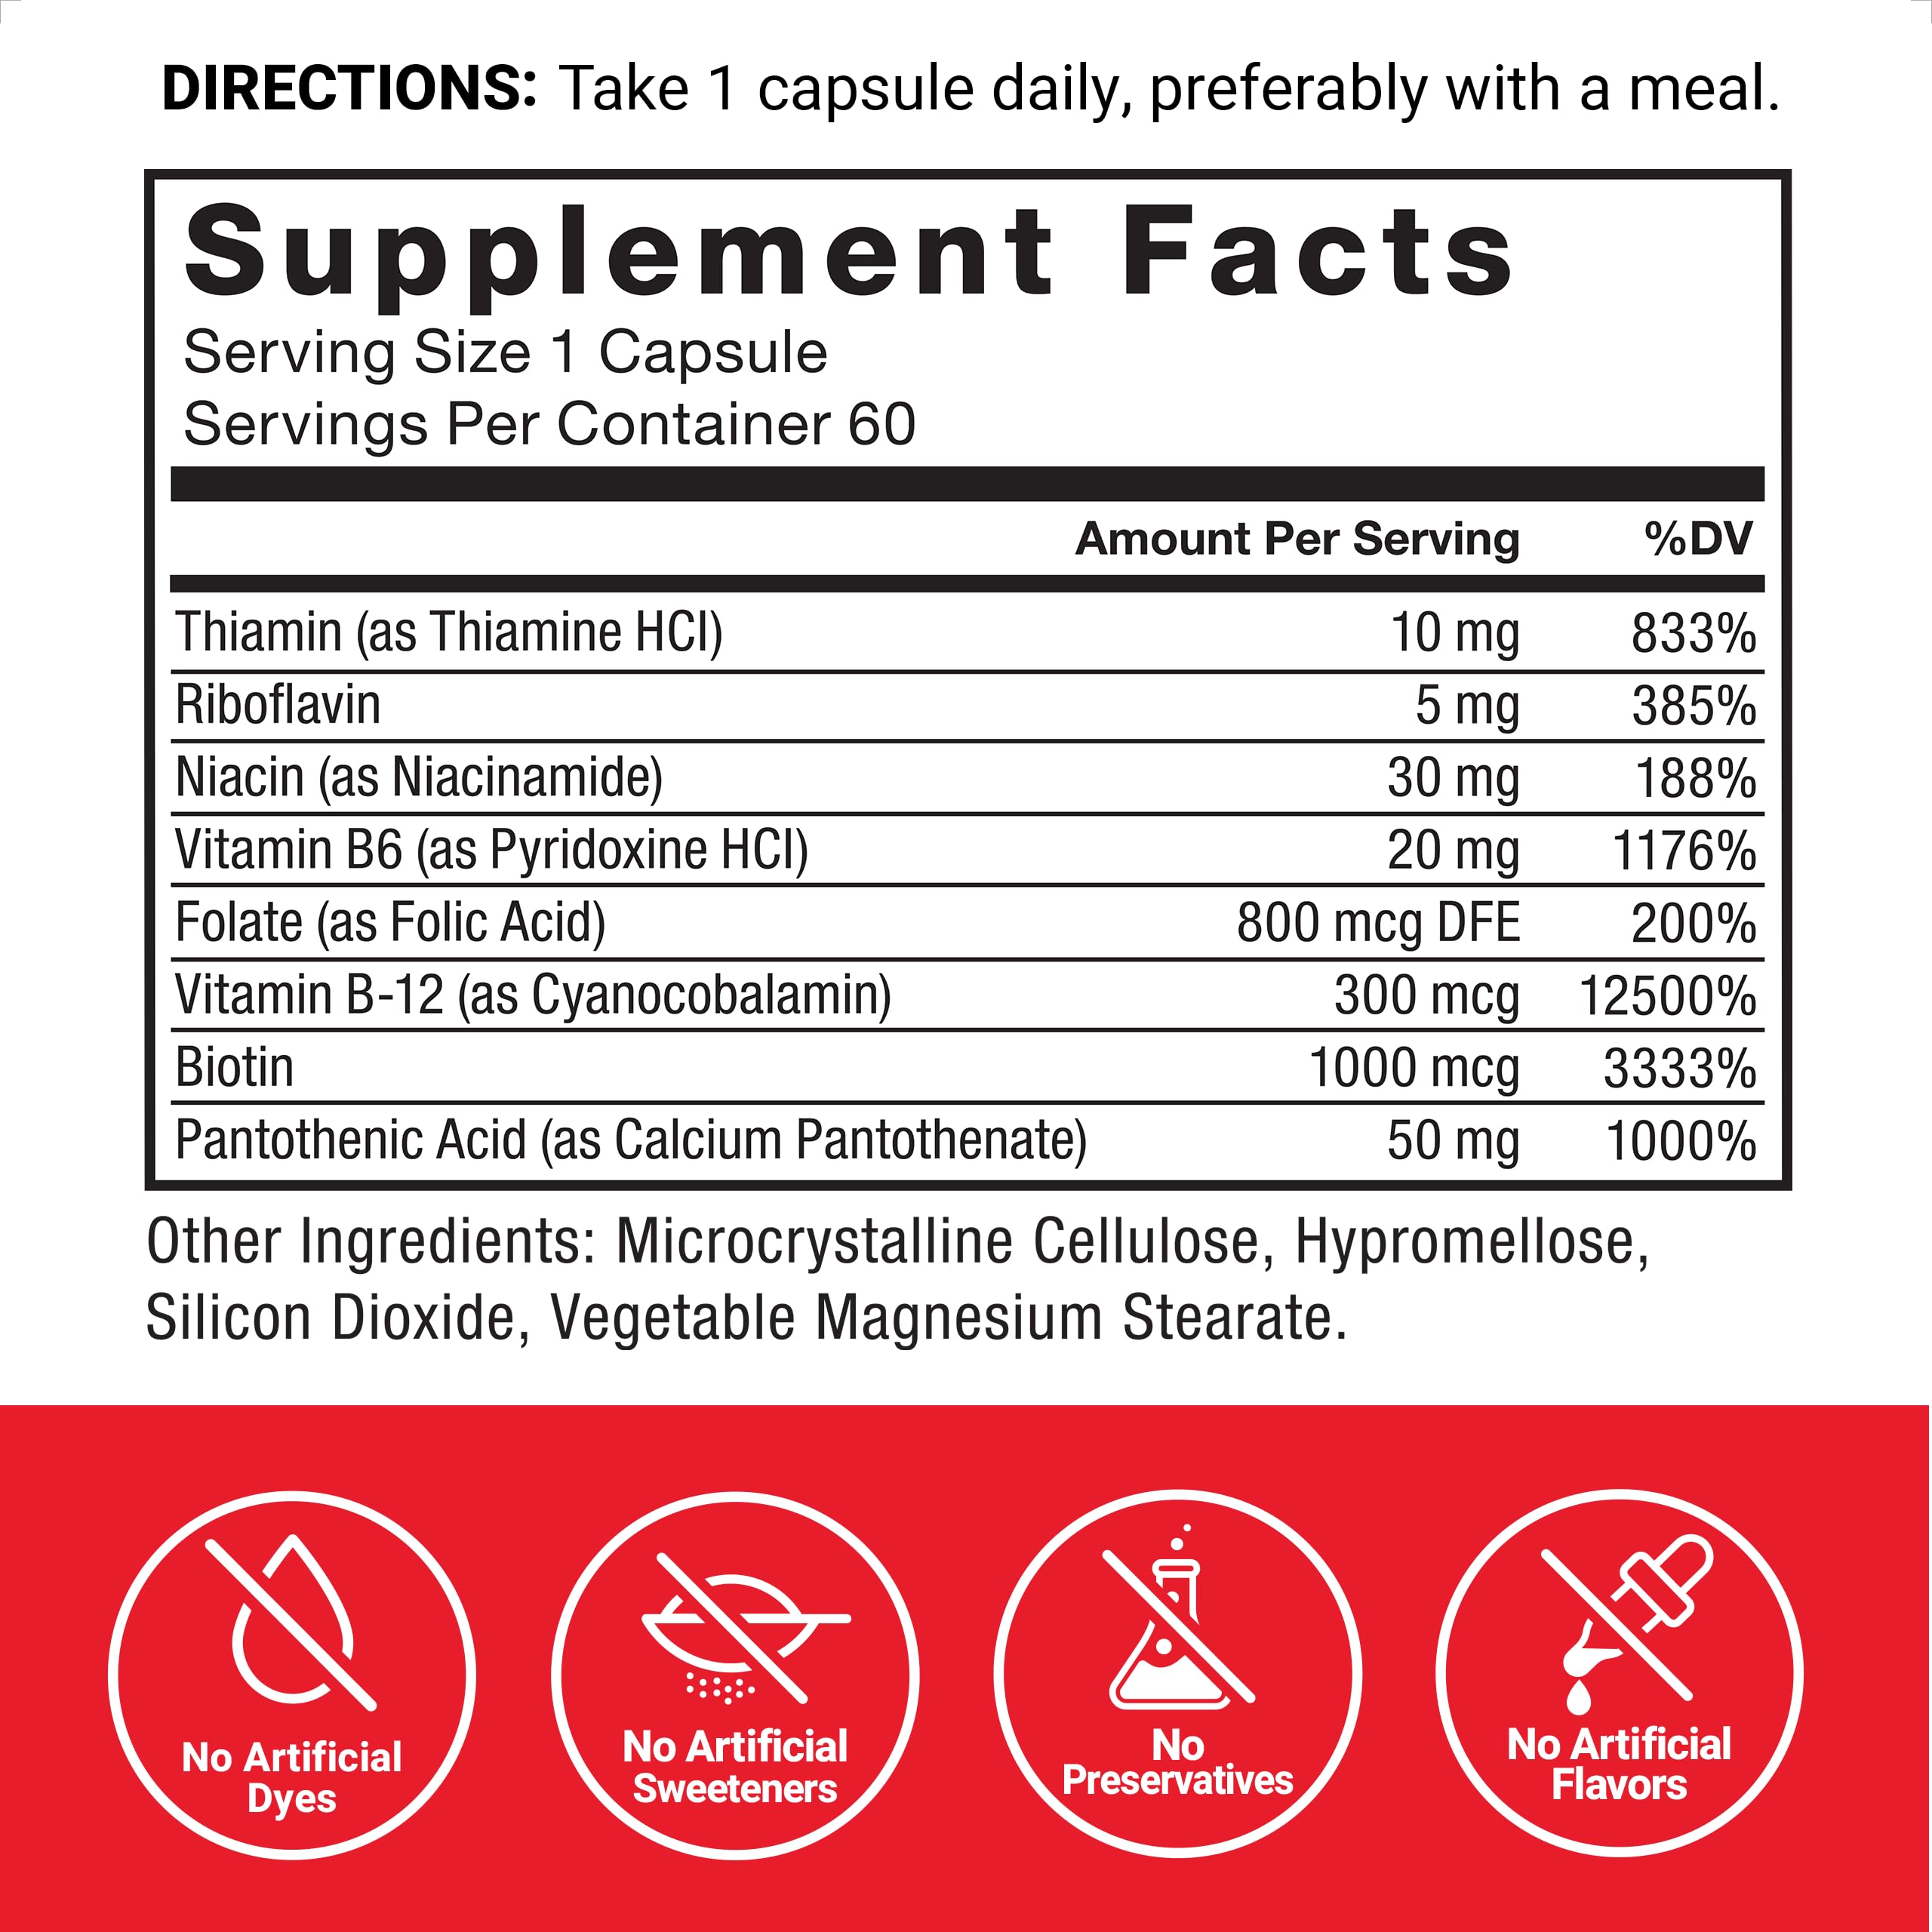 DIRECTIONS: Take 1 capsule daily, preferably with a meal.
Supplement Facts
Serving Size 1 Capsule
Servings Per Container 60
Amount Per Serving %DV
Thiamin (as Thiamine HCl) 10 mg 833%
Riboflavin 5 mg 385%
Niacin (as Niacinamide) 30 mg 188%
Vitamin B6 (as Pyridoxine HCl) 20 mg 1176%
Folate (as Folic Acid) 800 mcg DFE 200%
Vitamin B-12 (as Cyanocobalamin) 300 mcg 12500%
Biotin 1000 mcg 3333%
Pantothenic Acid (as Calcium Pantothenate) 50 mg 1000%
Other Ingredients: Microcrystalline Cellulose, Hypromellose,
Silicon Dioxide, Vegetable Magnesium Stearate.
No Artificial
Dyes
No Artificial
Sweeteners
No
Preservatives
No Artificial
Flavors